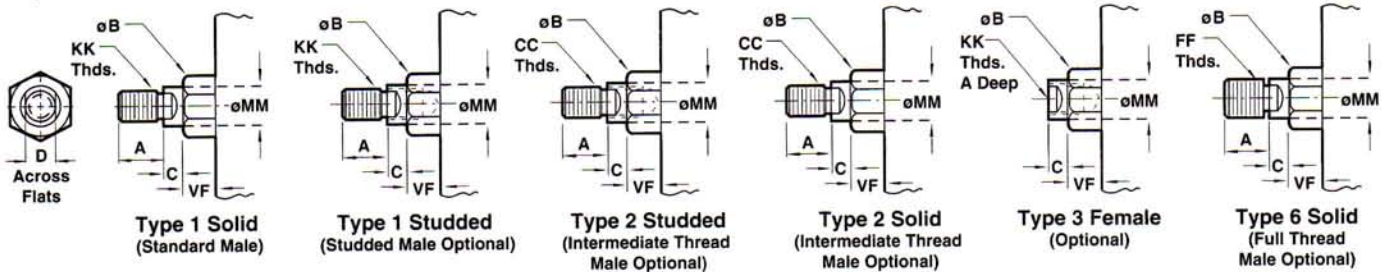 D
Across
Flats
øB
KK
Thds.
øMM
A
C
VF
Type 1 Solid
(Standard Male)
øB
KK
Thds.
øMM
A
C
VF
Type 1 Studded
(Studded Male Optional)
øB
CC
Thds.
øMM
A
C
VF
Type 2 Studded
(Intermediate Thread
Male Optional)
øB
CC
Thds.
øMM
A
C
VF
Type 2 Solid
(Intermediate Thread
Male Optional)
øB
KK
Thds.
A Deep
øMM
C
VF
Type 3 Female
(Optional)
øB
FF
Thds.
øMM
A
C
VF
Type 6 Solid
(Full Thread
Male Optional)